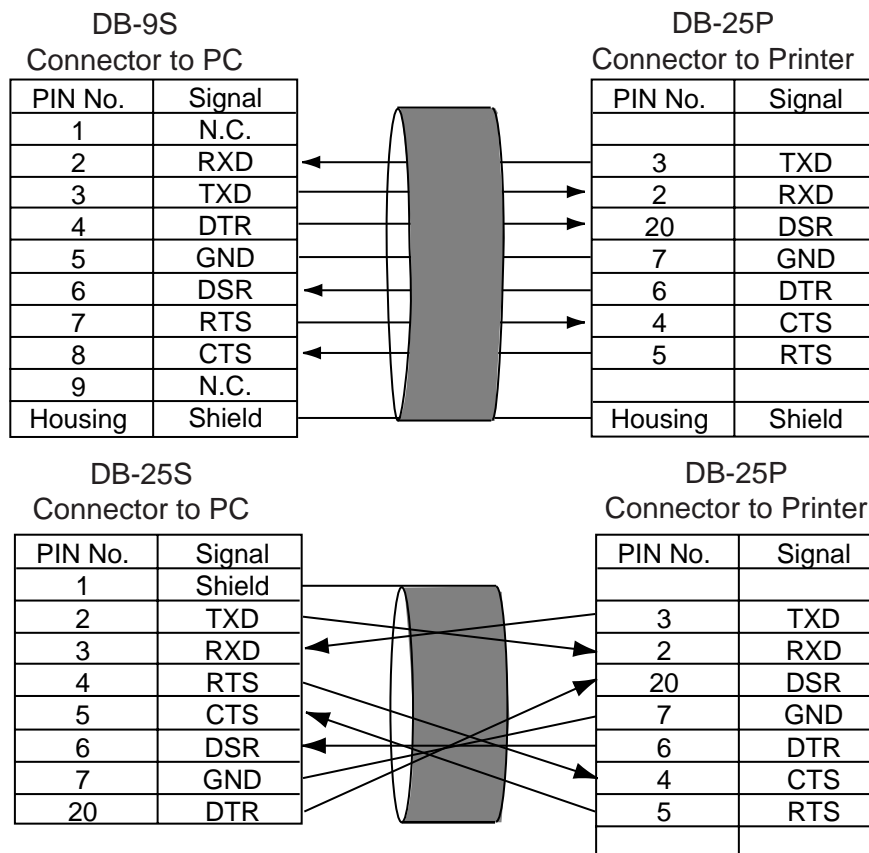 DB-9S
Connector to PC
DB-25P
Connector to Printer
PIN No. Signal PIN No. Signal
1 N.C.
2 RXD 3 TXD
3 TXD 2 RXD
4 DTR 20 DSR
5 GND 7 GND
6 DSR 6 DTR
7 RTS 4 CTS
8 CTS 5 RTS
9 N.C.
Housing Shield Housing Shield
DB-25S
Connector to PC
DB-25P
Connector to Printer
PIN No. Signal PIN No. Signal
1 Shield
2 TXD 3 TXD
3 RXD 2 RXD
4 RTS 20 DSR
5 CTS 7 GND
6 DSR 6 DTR
7 GND 4 CTS
20 DTR 5 RTS